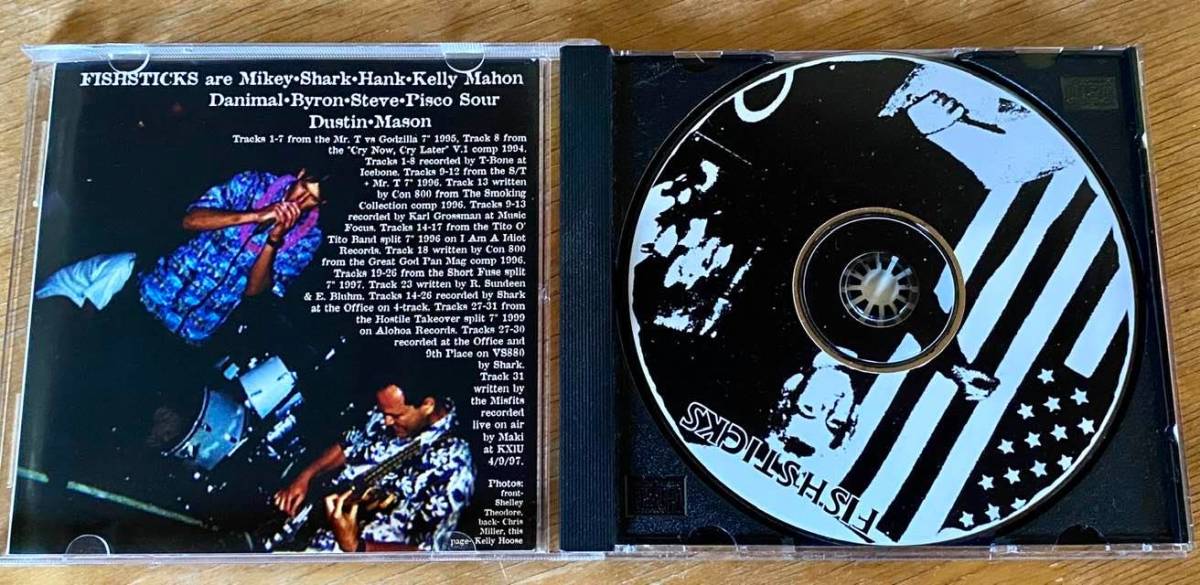 FISHSTICKS are Mikey•Shark•Hank•Kelly Mahon
Danimal•Byron•Steve•Pisco Sour
Dustin•Mason
Tracks 1-7 from the Mr. T vs Godzilla 7" 1995, Track 8 from
the "Cry Now, Cry Later" V.1 comp 1994.
Tracks 1-8 recorded by T-Bone at
Icebone. Tracks 9-12 from the S/T
+ Mr. T 7" 1996. Track 13 written
by Con 800 from The Smoking
Collection comp 1996. Tracks 9-13
recorded by Karl Grossman at Music
Focus. Tracks 14-17 from the Tito O'
Tito Band split 7" 1996 on I Am A Idiot
Records. Track 18 written by Con 800
from the Great God Pan Mag comp 1996.
Tracks 19-26 from the Short Fuse split
7" 1997. Track 23 written by R. Sundeen
& E. Bluhm. Tracks 14-26 recorded by Shark
at the Office on 4-track. Tracks 27-31 from
the Hostile Takeover split 7" 1999
on Alohoa Records. Tracks 27-30
recorded at the Office and
9th Place on VS880
by Shark.
Track 31
written by
the Misfits
recorded
live on air
by Maki
at KXlU
4/9/97.
Photos:
front-
Shelley
Theodore,
back- Chris
Miller, this
page- Kelly Hoose
FISHSTICKS